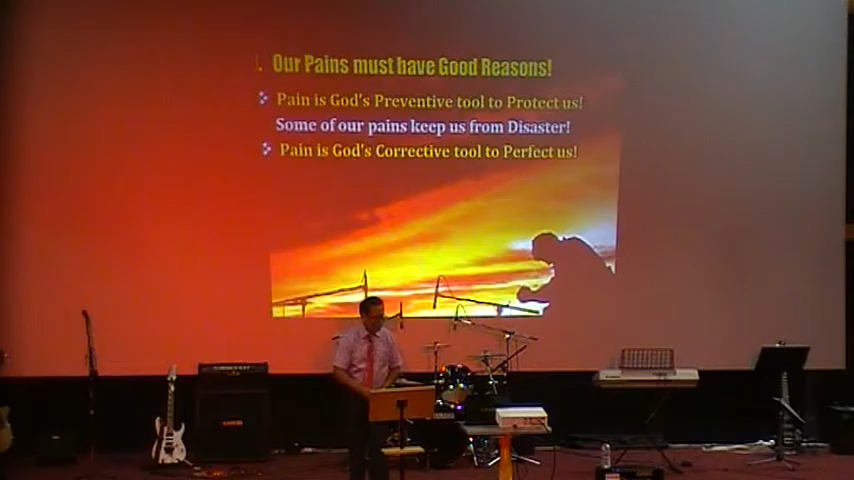 I. Our Pains must have Good Reasons!
Pain is God's Preventive tool to Protect us!
Some of our pains keep us from Disaster!
Pain is God's Corrective tool to Perfect us!